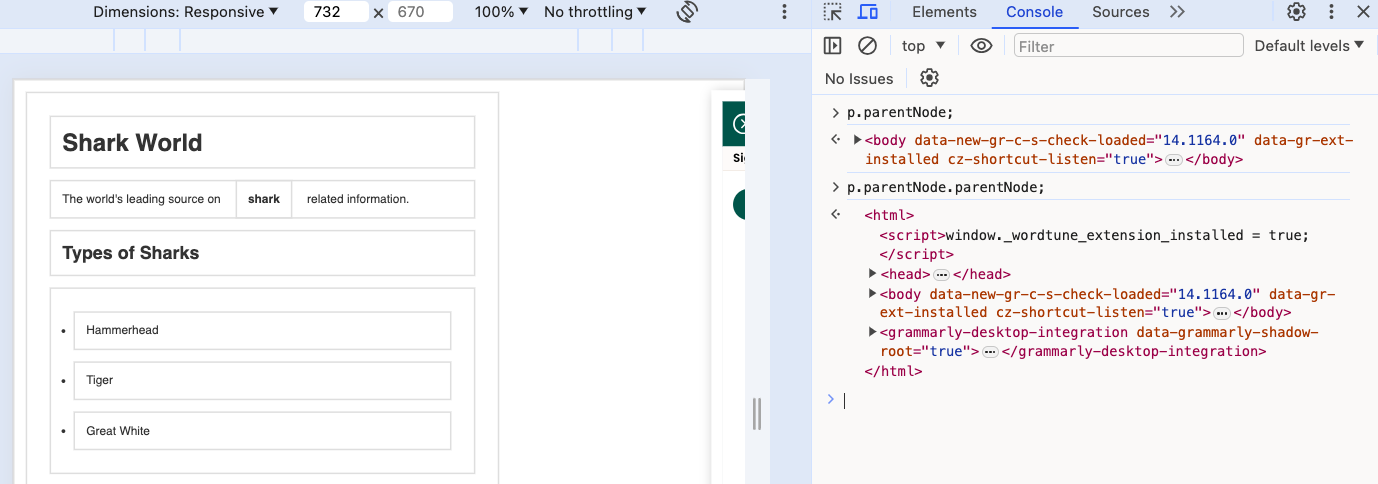 Dimensions: Responsive ▼ 732 × 670 100% ▼ No throttling ▼
Elements Console Sources
top ▼ Filter Default levels ▼
No Issues
Shark World
The world's leading source on shark related information.
Types of Sharks
• Hammerhead
• Tiger
• Great White
> p.parentNode;
<body data-new-gr-c-s-check-loaded="14.1164.0" data-gr-ext-
installed cz-shortcut-listen="true">…</body>
> p.parentNode.parentNode;
<html>
<script>window._wordtune_extension_installed = true;
</script>
<head>…</head>
<body data-new-gr-c-s-check-loaded="14.1164.0" data-gr-
ext-installed cz-shortcut-listen="true">…</body>
<grammarly-desktop-integration data-grammarly-shadow-
root="true">…</grammarly-desktop-integration>
</html>
>